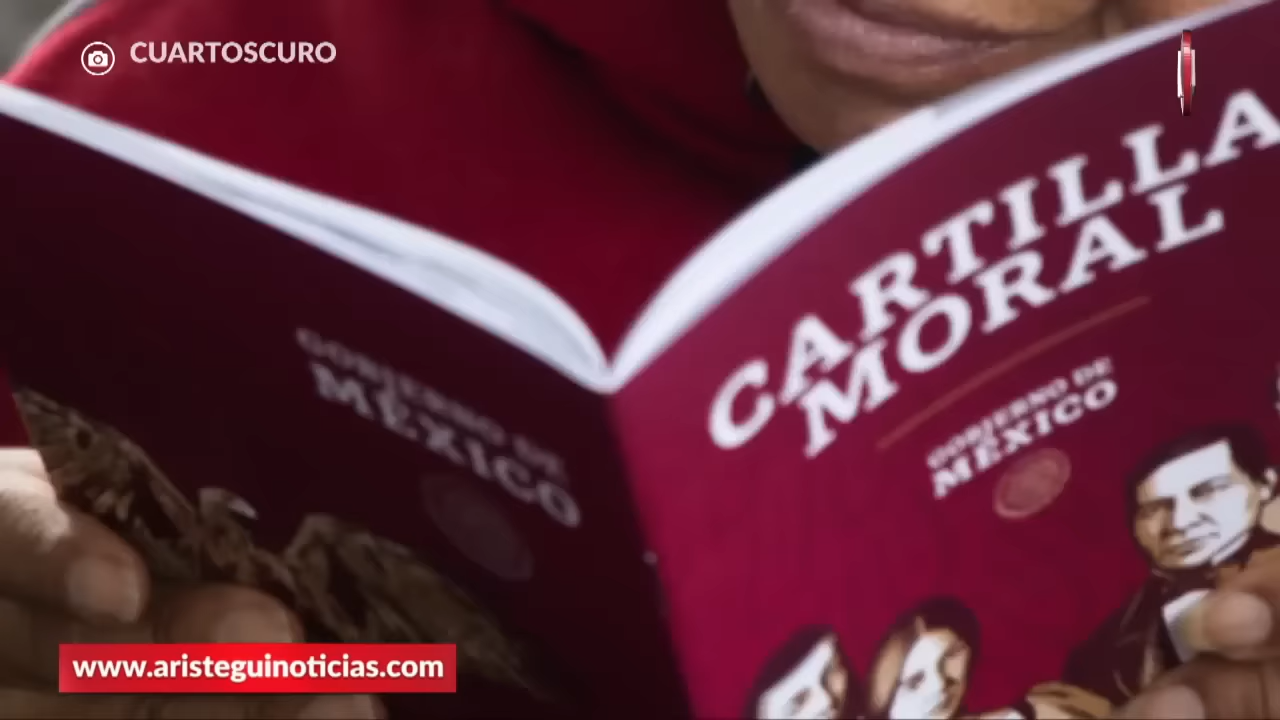 CUARTOSCURO
CARTILLA
MORAL
GOBIERNO DE
MÉXICO
GOBIERNO DE
MÉXICO
www.aristeguinoticias.com